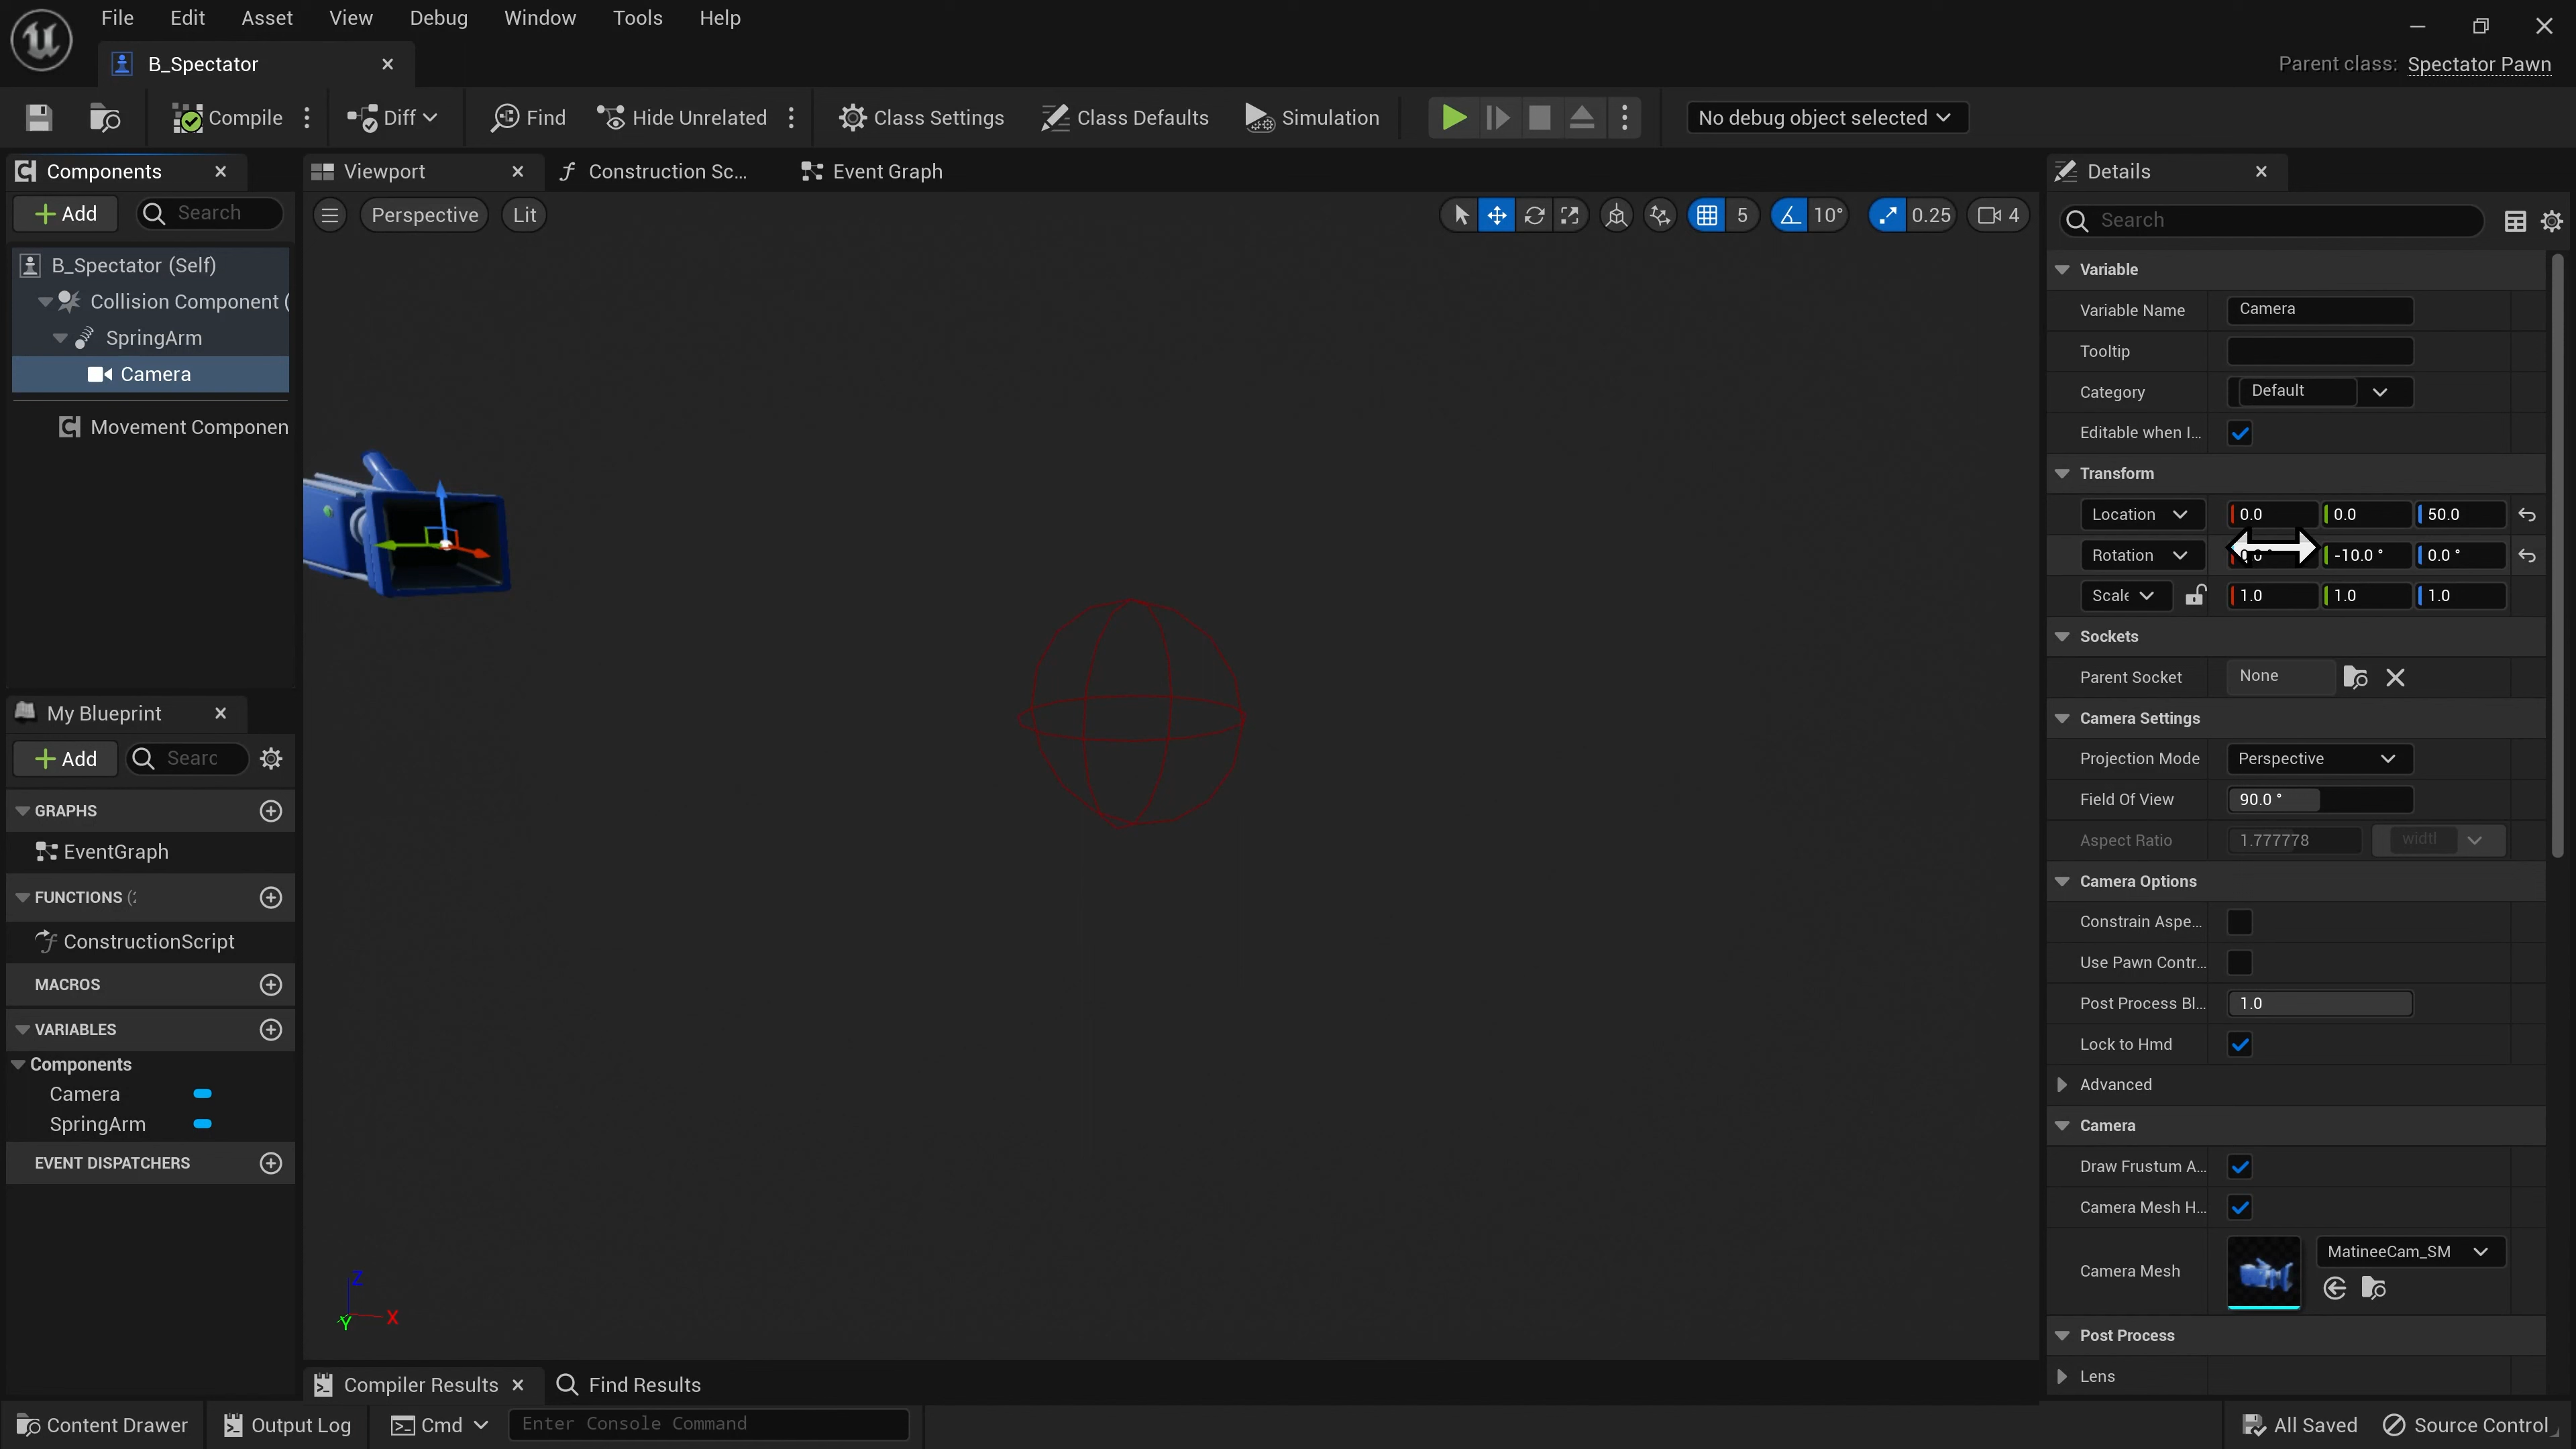 File Edit Asset View Debug Window Tools Help
B_Spectator
Parent class: Spectator Pawn
Compile Diff Find Hide Unrelated Class Settings Class Defaults Simulation No debug object selected
Components
Viewport
Construction Sc...
Event Graph
Details
Add
Search
Perspective
Lit
5
10°
0.25
4
Search
B_Spectator (Self)
Collision Component (
SpringArm
Camera
Movement Componen
My Blueprint
Add
Searc
GRAPHS
EventGraph
FUNCTIONS
ConstructionScript
MACROS
VARIABLES
Components
Camera
SpringArm
EVENT DISPATCHERS
Z
X
Y
Variable
Variable Name Camera
Tooltip
Category Default
Editable when I...
Transform
Location 0.0 0.0 50.0
Rotation -10.0 ° 0.0 °
Scale 1.0 1.0 1.0
Sockets
Parent Socket None
Camera Settings
Projection Mode Perspective
Field Of View 90.0 °
Aspect Ratio 1.777778 widtl
Camera Options
Constrain Aspe...
Use Pawn Contr...
Post Process Bl... 1.0
Lock to Hmd
Advanced
Camera
Draw Frustum A...
Camera Mesh H...
Camera Mesh MatineeCam_SM
Post Process
Lens
Compiler Results
Find Results
Content Drawer Output Log Cmd Enter Console Command
All Saved Source Control